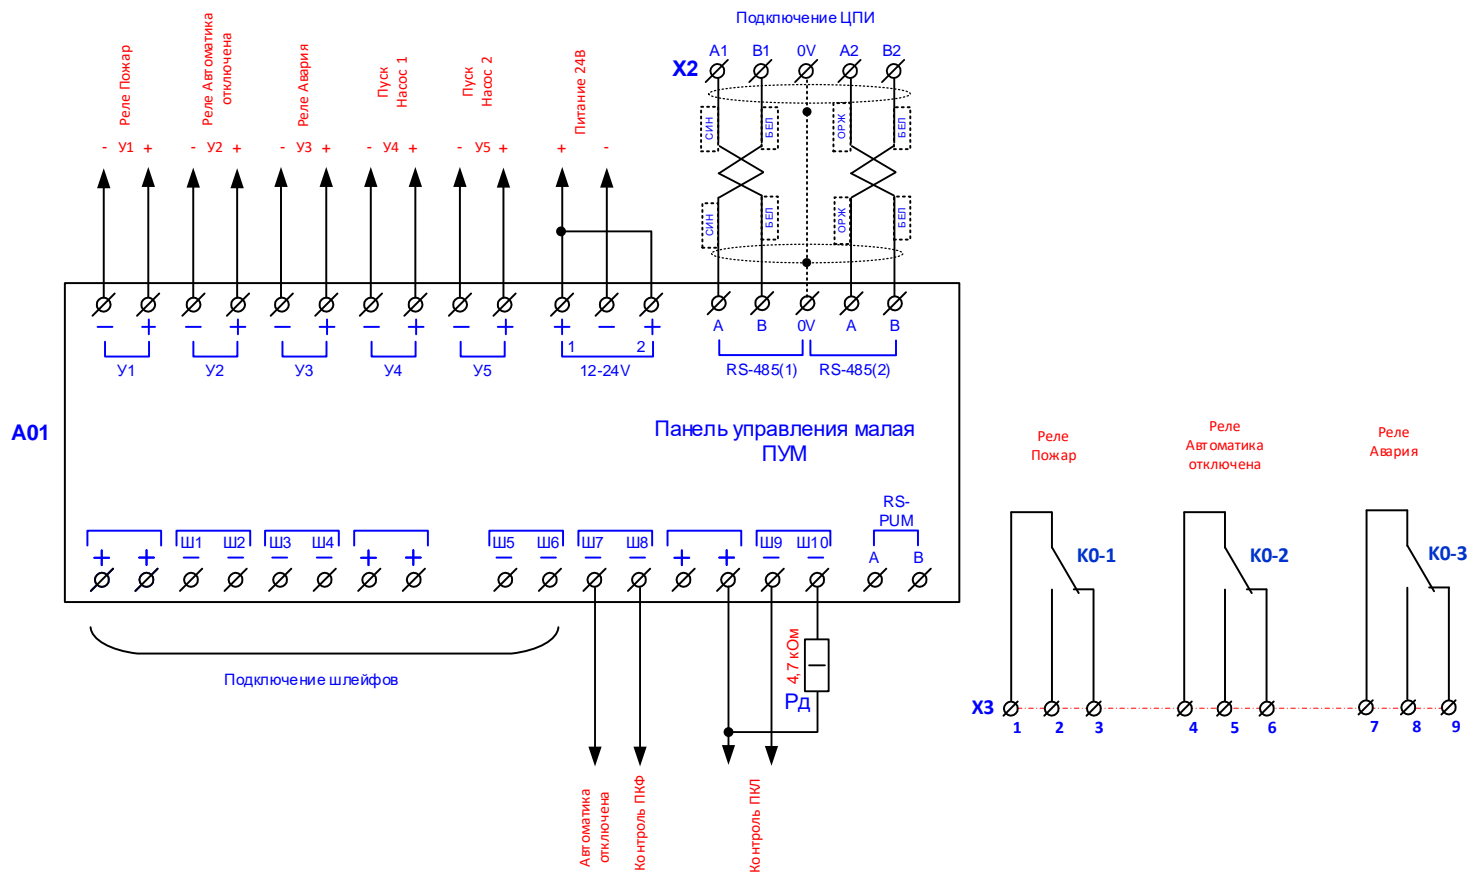 Подключение ЦПИ
A1 B1 0V A2 B2
X2
Реле Пожар
Реле Автоматика
отключена
Реле Авария
Пуск
Насос 1
Пуск
Насос 2
Питание 24В
- У1 + - У2 + - У3 + - У4 + - У5 + + -
СИН БЕЛ ОРЖ БЕЛ
СИН БЕЛ ОРЖ БЕЛ
– + – + – + – + – + + – + A B 0V A B
1 2
У1 У2 У3 У4 У5 12-24V RS-485(1) RS-485(2)
A01
Панель управления малая
ПУМ
RS-
PUM
Ш1 Ш2 Ш3 Ш4 Ш5 Ш6 Ш7 Ш8 Ш9 Ш10
+ + – – – – + + – – – – + + – – A B
Подключение шлейфов
4,7 кОм
Рд
Автоматика
отключена
Контроль ПКФ
Контроль ПКЛ
Реле
Пожар
Реле
Автоматика
отключена
Реле
Авария
K0-1 K0-2 K0-3
X3
1 2 3 4 5 6 7 8 9